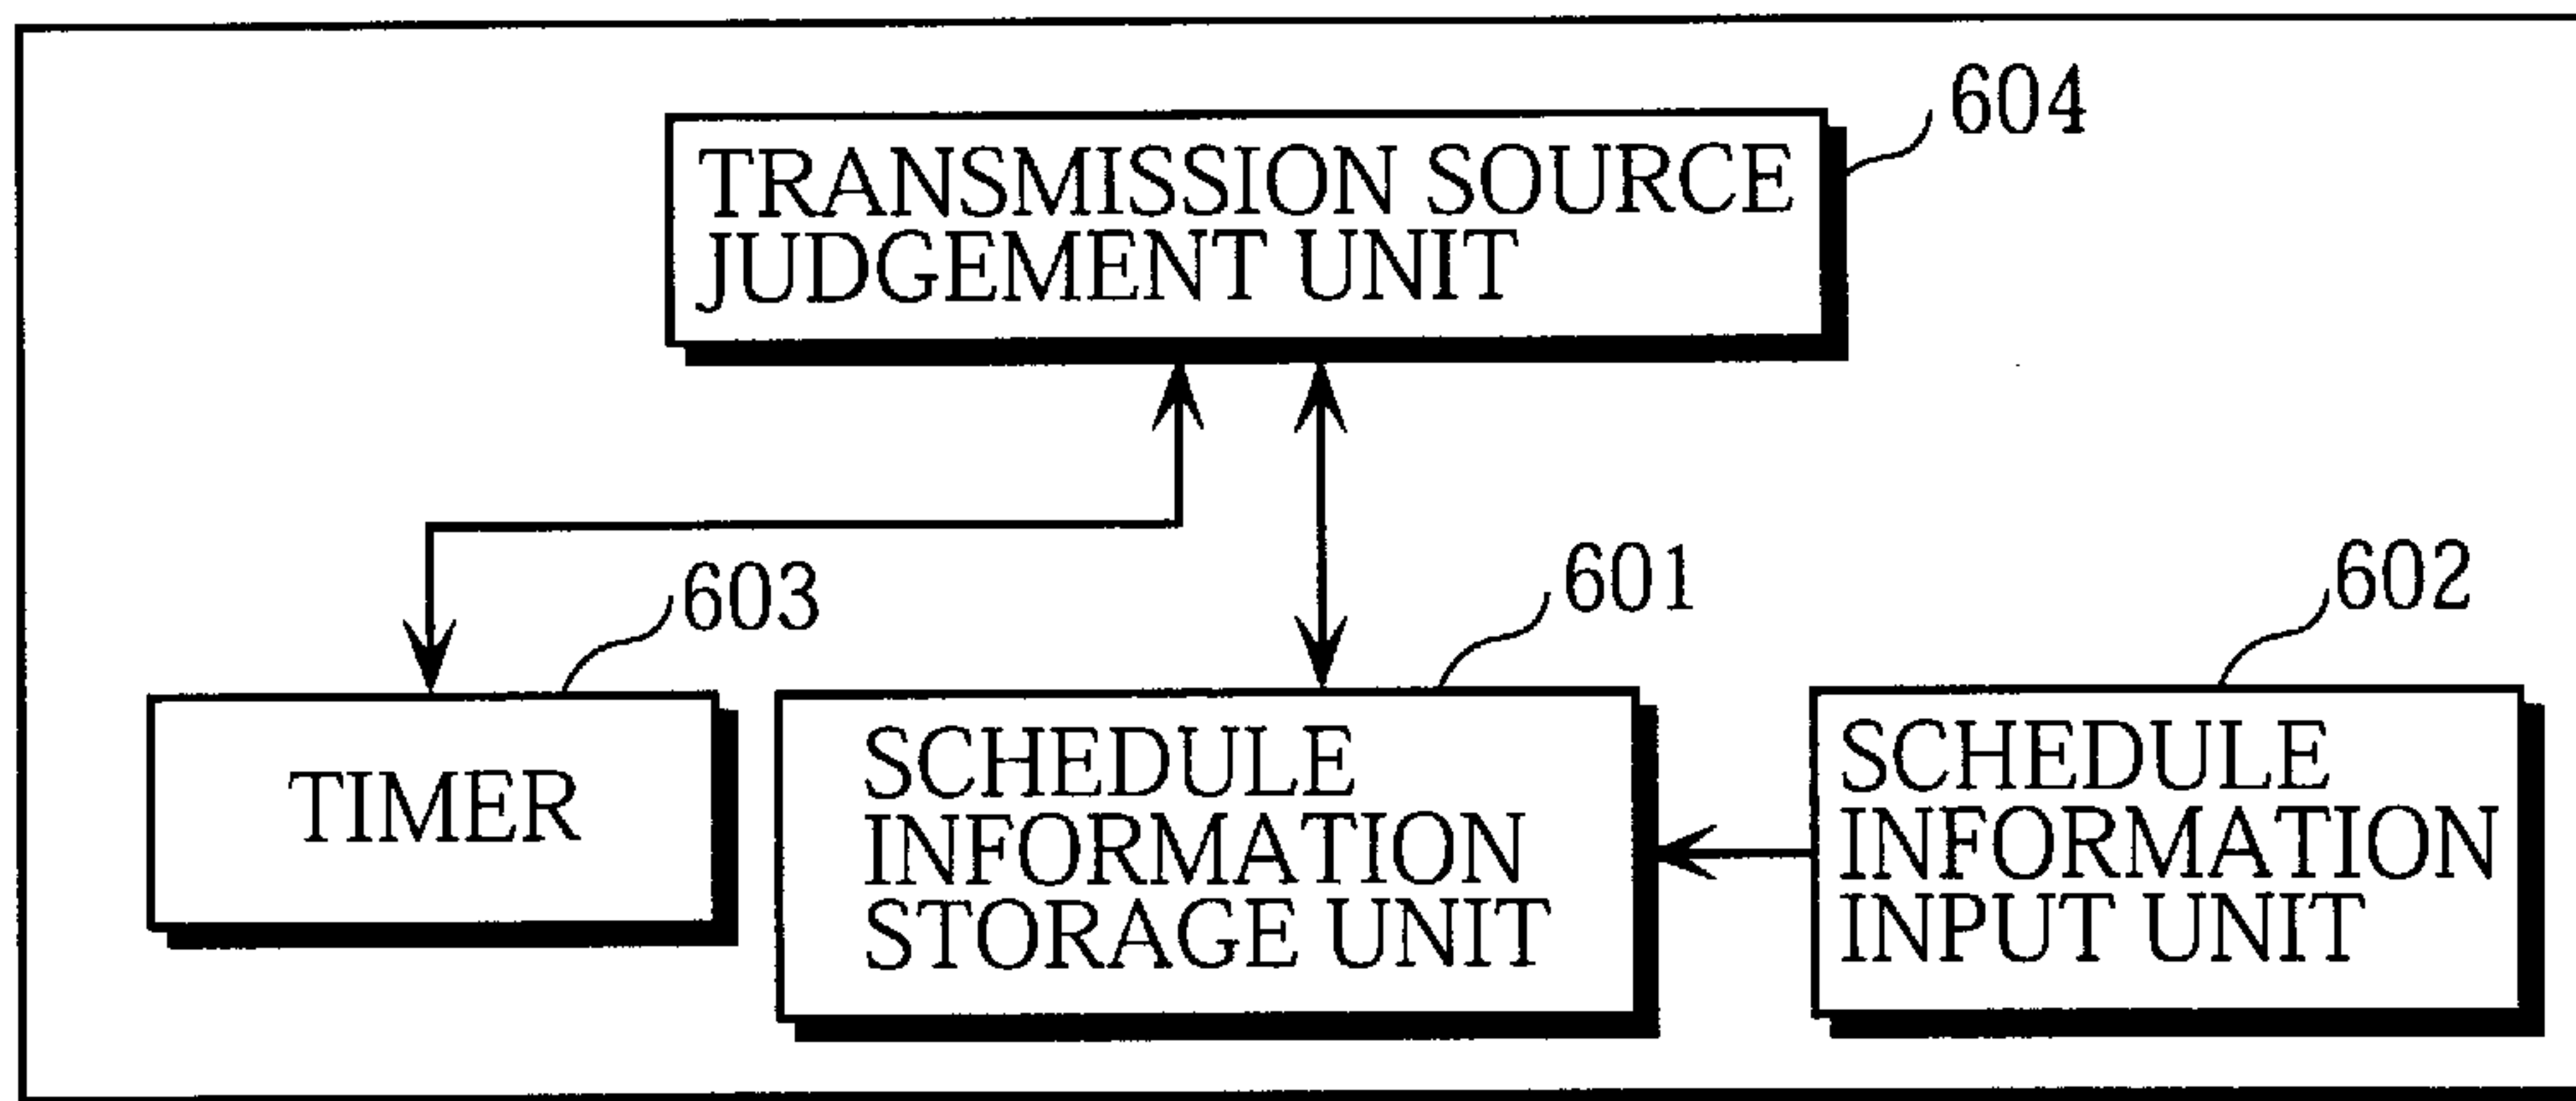 604
TRANSMISSION SOURCE
JUDGEMENT UNIT
603
601
602
TIMER
SCHEDULE
INFORMATION
STORAGE UNIT
SCHEDULE
INFORMATION
INPUT UNIT